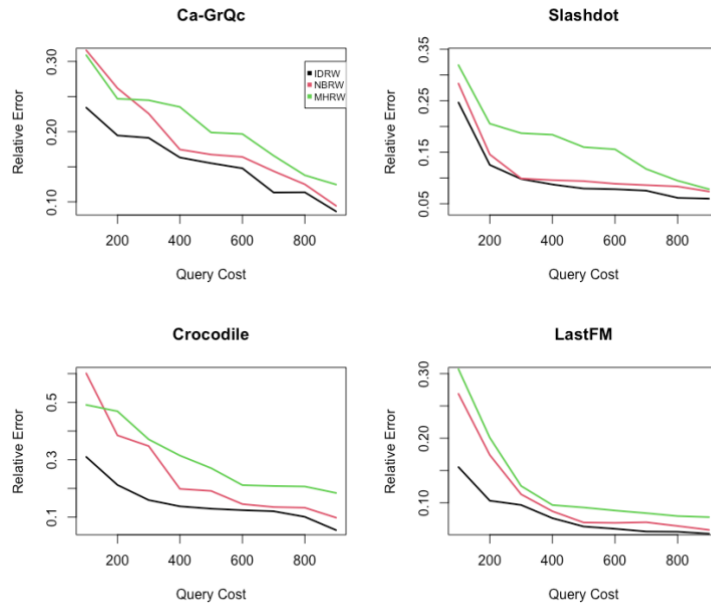 Ca-GrQc
Relative Error
0.30
0.20
0.10
IDRW
NBRW
MHRW
200 400 600 800
Query Cost
Slashdot
Relative Error
0.35
0.25
0.15
0.05
200 400 600 800
Query Cost
Crocodile
Relative Error
0.5
0.3
0.1
200 400 600 800
Query Cost
LastFM
Relative Error
0.30
0.20
0.10
200 400 600 800
Query Cost